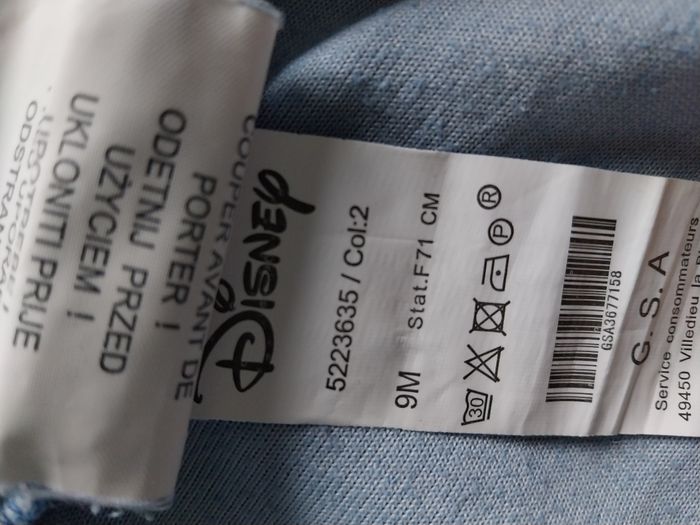 COUPER AVANT DE
PORTER !
ODETNIJ PRZED
UŻYCIEM !
UKLONITI PRIJE
Disney
5223635 / Col:2
9M Stat.F71 CM
30 P R
GSA3677158
G. S. A
Service consommateurs
49450 Villedieu la